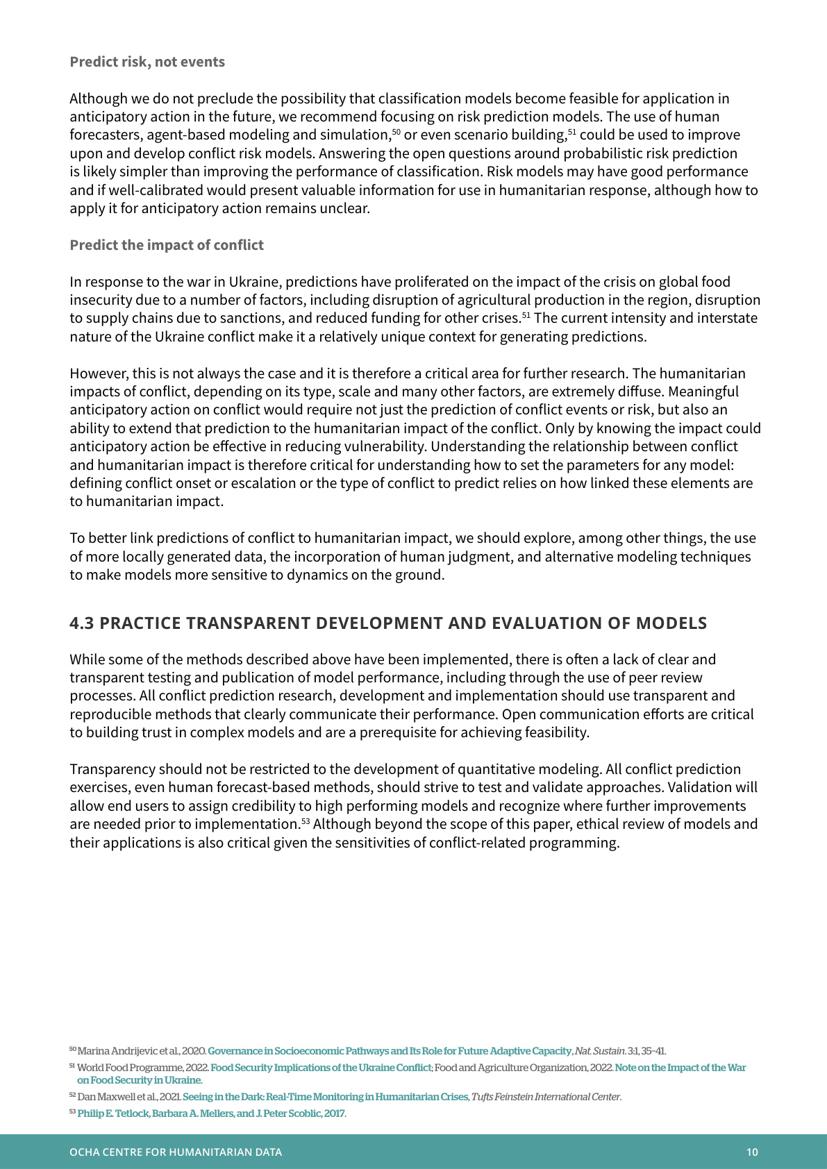 Predict risk, not events
Although we do not preclude the possibility that classification models become feasible for application in
anticipatory action in the future, we recommend focusing on risk prediction models. The use of human
forecasters, agent-based modeling and simulation,⁵⁰ or even scenario building,⁵¹ could be used to improve
upon and develop conflict risk models. Answering the open questions around probabilistic risk prediction
is likely simpler than improving the performance of classification. Risk models may have good performance
and if well-calibrated would present valuable information for use in humanitarian response, although how to
apply it for anticipatory action remains unclear.
Predict the impact of conflict
In response to the war in Ukraine, predictions have proliferated on the impact of the crisis on global food
insecurity due to a number of factors, including disruption of agricultural production in the region, disruption
to supply chains due to sanctions, and reduced funding for other crises.⁵¹ The current intensity and interstate
nature of the Ukraine conflict make it a relatively unique context for generating predictions.
However, this is not always the case and it is therefore a critical area for further research. The humanitarian
impacts of conflict, depending on its type, scale and many other factors, are extremely diffuse. Meaningful
anticipatory action on conflict would require not just the prediction of conflict events or risk, but also an
ability to extend that prediction to the humanitarian impact of the conflict. Only by knowing the impact could
anticipatory action be effective in reducing vulnerability. Understanding the relationship between conflict
and humanitarian impact is therefore critical for understanding how to set the parameters for any model:
defining conflict onset or escalation or the type of conflict to predict relies on how linked these elements are
to humanitarian impact.
To better link predictions of conflict to humanitarian impact, we should explore, among other things, the use
of more locally generated data, the incorporation of human judgment, and alternative modeling techniques
to make models more sensitive to dynamics on the ground.
4.3 PRACTICE TRANSPARENT DEVELOPMENT AND EVALUATION OF MODELS
While some of the methods described above have been implemented, there is often a lack of clear and
transparent testing and publication of model performance, including through the use of peer review
processes. All conflict prediction research, development and implementation should use transparent and
reproducible methods that clearly communicate their performance. Open communication efforts are critical
to building trust in complex models and are a prerequisite for achieving feasibility.
Transparency should not be restricted to the development of quantitative modeling. All conflict prediction
exercises, even human forecast-based methods, should strive to test and validate approaches. Validation will
allow end users to assign credibility to high performing models and recognize where further improvements
are needed prior to implementation.⁵³ Although beyond the scope of this paper, ethical review of models and
their applications is also critical given the sensitivities of conflict-related programming.
⁵⁰ Marina Andrijevic et al., 2020. Governance in Socioeconomic Pathways and Its Role for Future Adaptive Capacity, Nat. Sustain. 3:1, 35–41.
⁵¹ World Food Programme, 2022. Food Security Implications of the Ukraine Conflict; Food and Agriculture Organization, 2022. Note on the Impact of the War
on Food Security in Ukraine.
⁵² Dan Maxwell et al., 2021. Seeing in the Dark: Real-Time Monitoring in Humanitarian Crises, Tufts Feinstein International Center.
⁵³ Philip E. Tetlock, Barbara A. Mellers, and J. Peter Scoblic, 2017.
OCHA CENTRE FOR HUMANITARIAN DATA 10